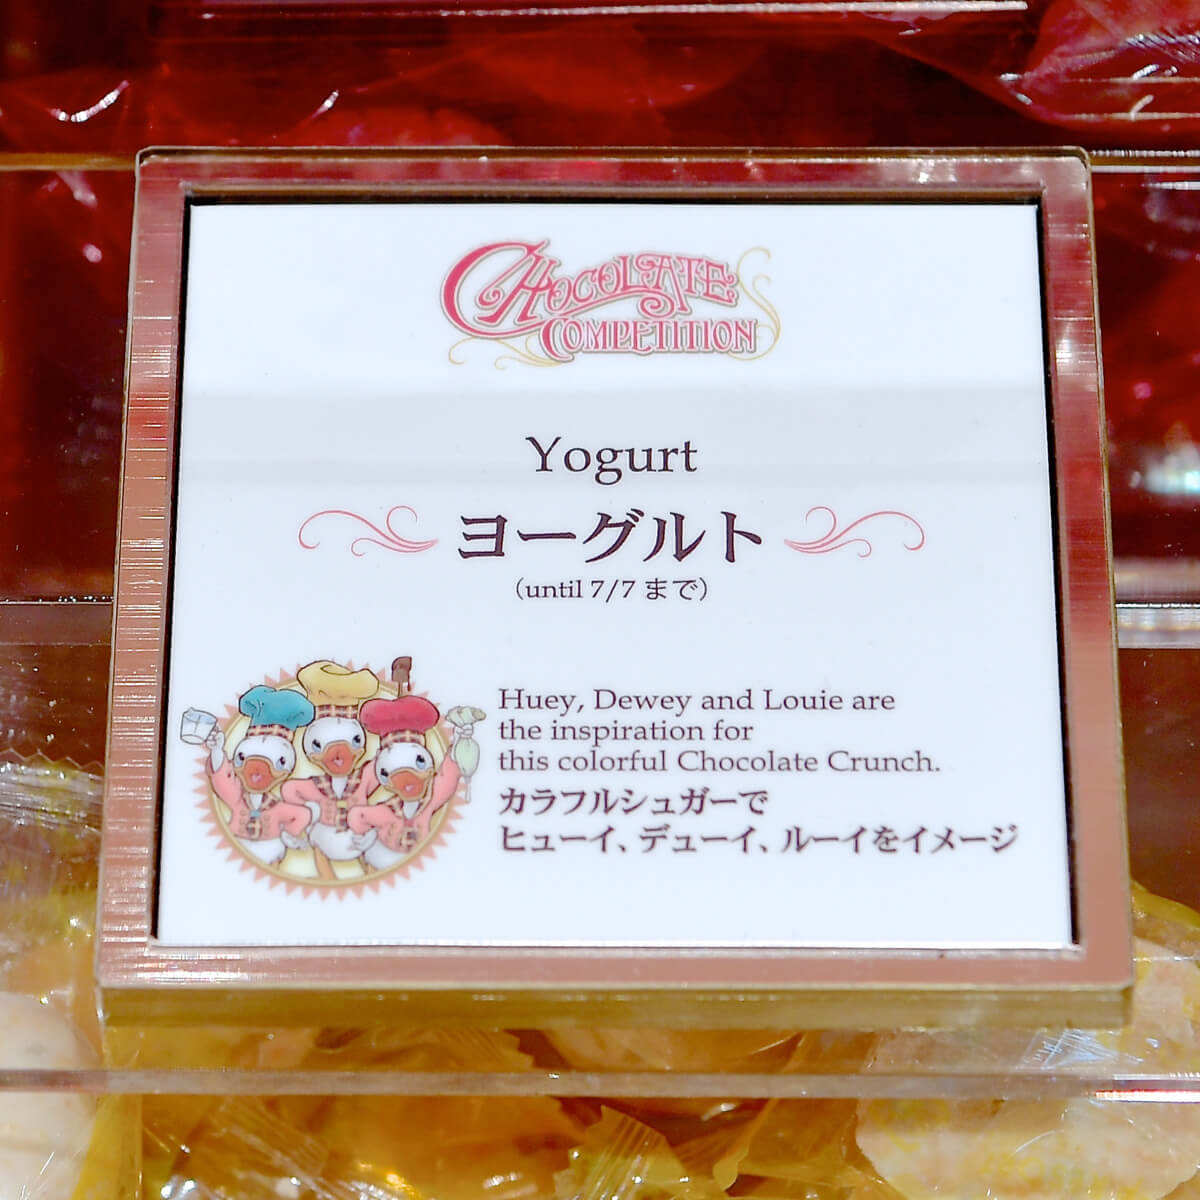 CHOCOLATE
COMPETITION
Yogurt
ヨーグルト
(until 7/7 まで)
Huey, Dewey and Louie are
the inspiration for
this colorful Chocolate Crunch.
カラフルシュガーで
ヒューイ、デューイ、ルーイをイメージ